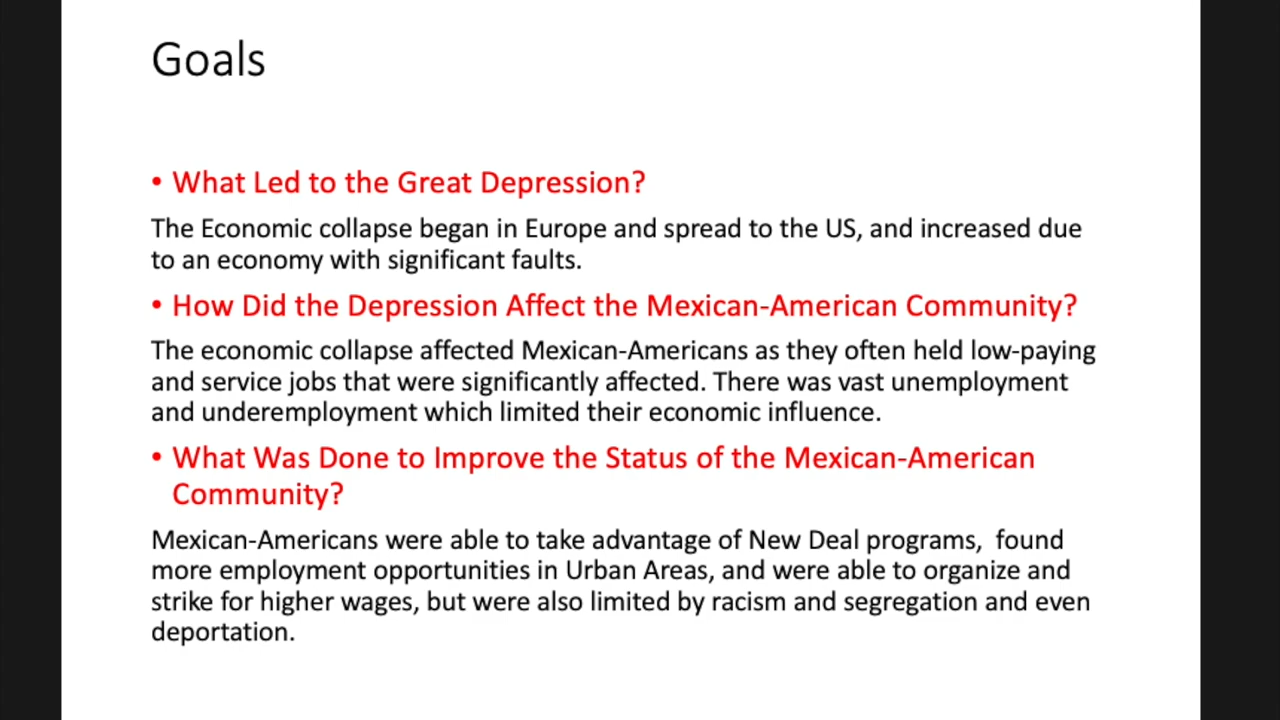 Goals
• What Led to the Great Depression?
The Economic collapse began in Europe and spread to the US, and increased due
to an economy with significant faults.
• How Did the Depression Affect the Mexican-American Community?
The economic collapse affected Mexican-Americans as they often held low-paying
and service jobs that were significantly affected. There was vast unemployment
and underemployment which limited their economic influence.
• What Was Done to Improve the Status of the Mexican-American
Community?
Mexican-Americans were able to take advantage of New Deal programs,  found
more employment opportunities in Urban Areas, and were able to organize and
strike for higher wages, but were also limited by racism and segregation and even
deportation.